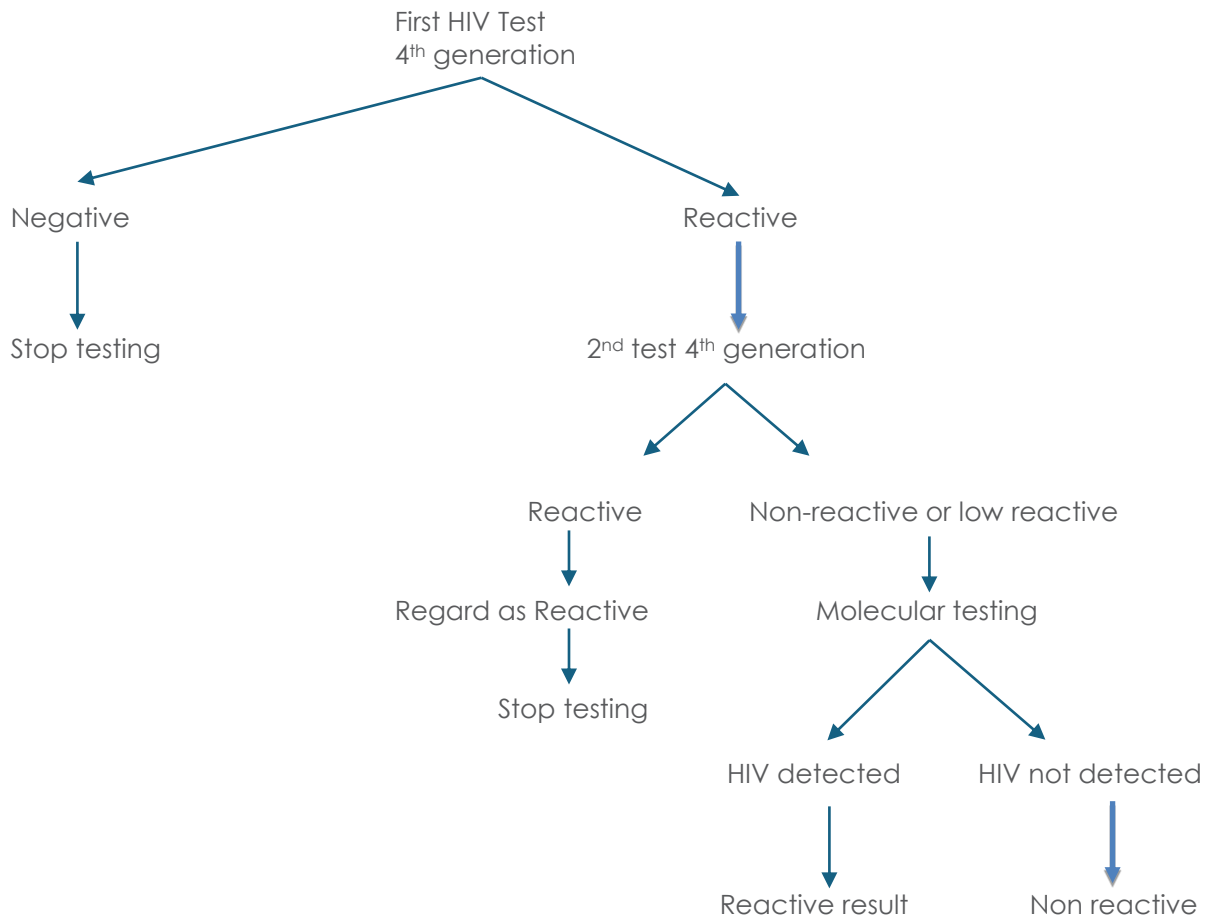 First HIV Test
4th generation
Negative
Reactive
Stop testing
2nd test 4th generation
Reactive
Non-reactive or low reactive
Regard as Reactive
Molecular testing
Stop testing
HIV detected
HIV not detected
Reactive result
Non reactive